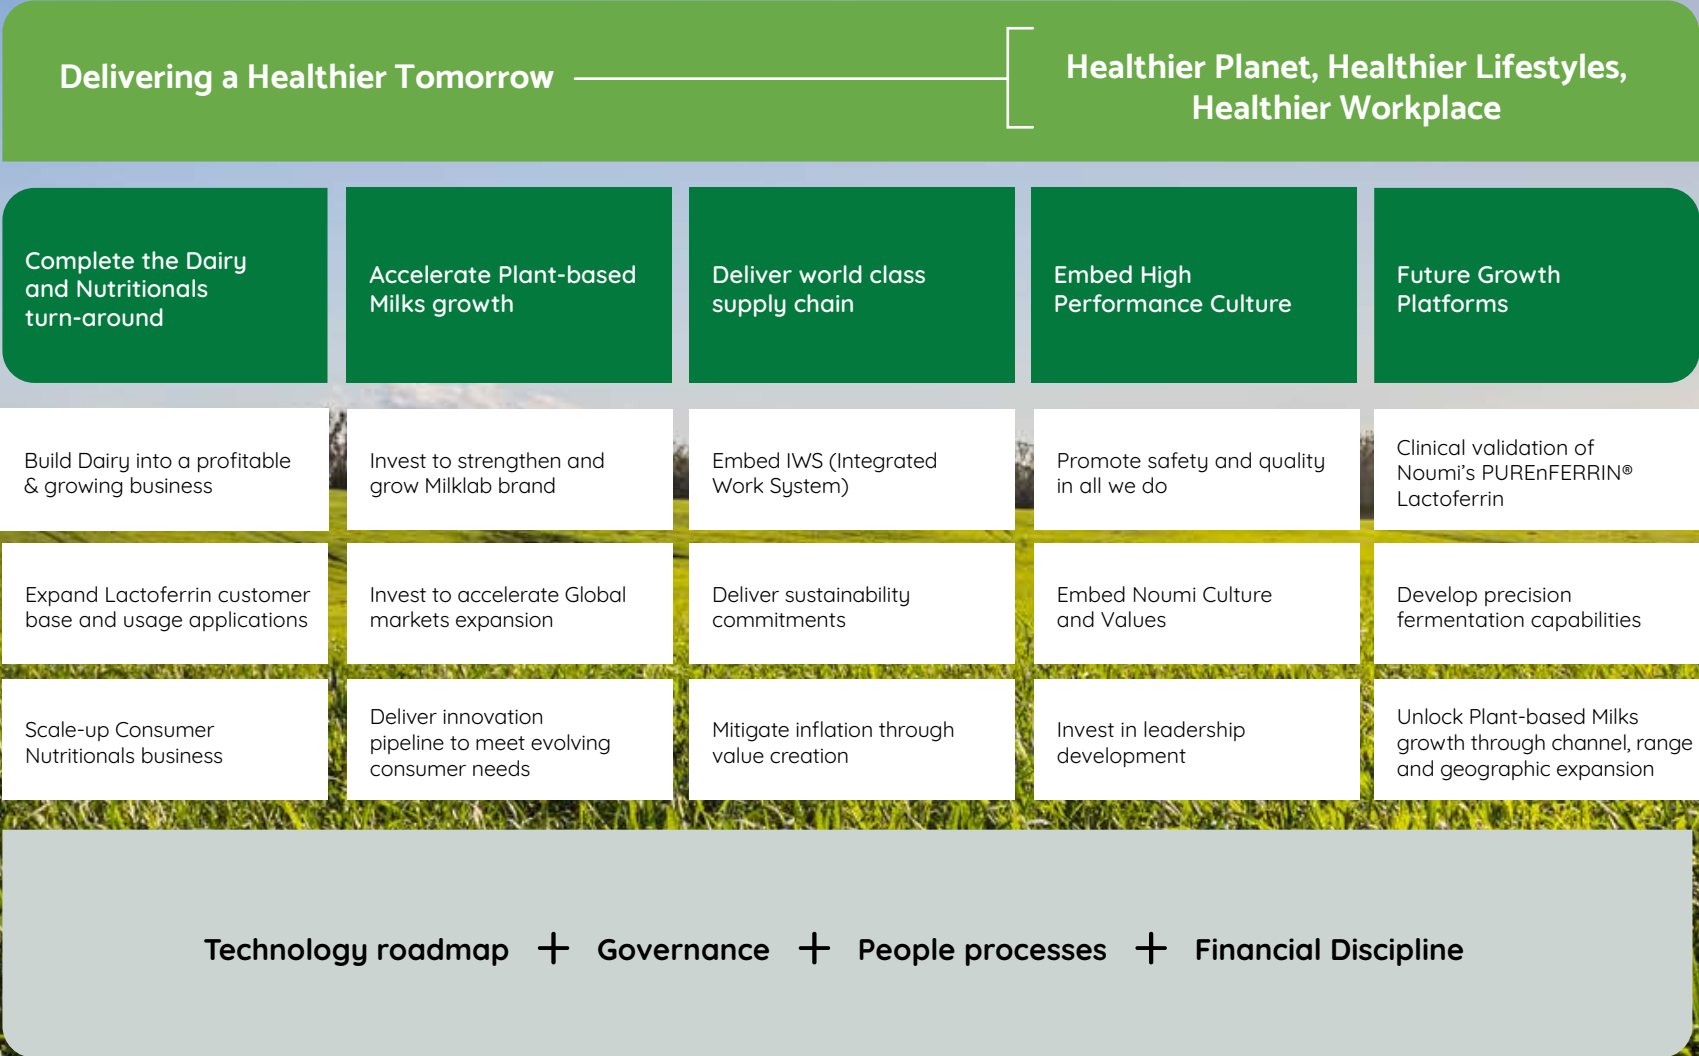 Delivering a Healthier Tomorrow
Healthier Planet, Healthier Lifestyles,
Healthier Workplace
Complete the Dairy
and Nutritionals
turn-around
Accelerate Plant-based
Milks growth
Deliver world class
supply chain
Embed High
Performance Culture
Future Growth
Platforms
Build Dairy into a profitable
& growing business
Invest to strengthen and
grow Milklab brand
Embed IWS (Integrated
Work System)
Promote safety and quality
in all we do
Clinical validation of
Noumi's PUREnFERRIN®
Lactoferrin
Expand Lactoferrin customer
base and usage applications
Invest to accelerate Global
markets expansion
Deliver sustainability
commitments
Embed Noumi Culture
and Values
Develop precision
fermentation capabilities
Scale-up Consumer
Nutritionals business
Deliver innovation
pipeline to meet evolving
consumer needs
Mitigate inflation through
value creation
Invest in leadership
development
Unlock Plant-based Milks
growth through channel, range
and geographic expansion
Technology roadmap + Governance + People processes + Financial Discipline